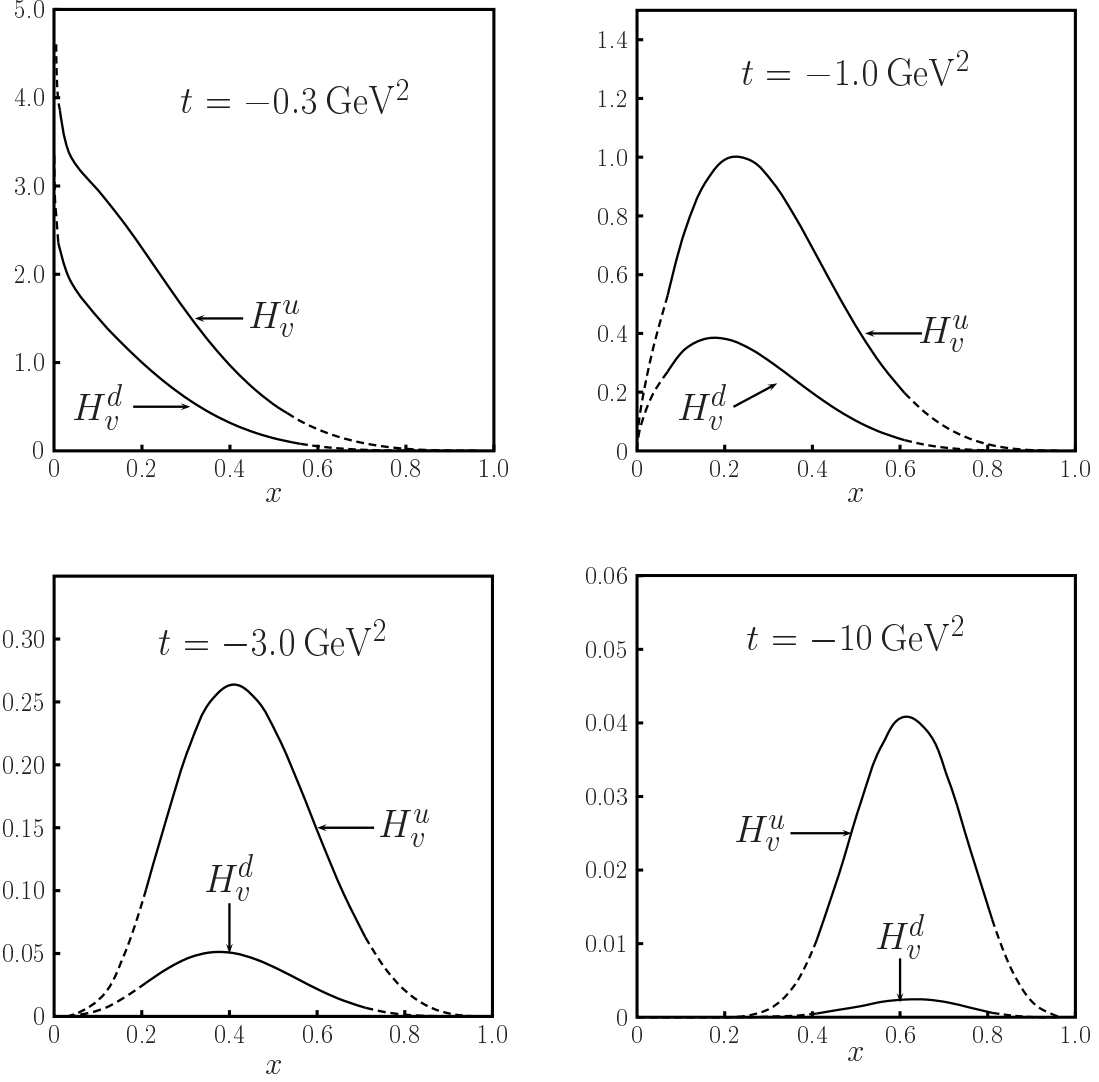 5.0
4.0
3.0
2.0
1.0
0
t = −0.3 GeV²
H_v^u
H_v^d
0 0.2 0.4 0.6 0.8 1.0
x
1.4
1.2
1.0
0.8
0.6
0.4
0.2
0
t = −1.0 GeV²
H_v^u
H_v^d
0 0.2 0.4 0.6 0.8 1.0
x
0.30
0.25
0.20
0.15
0.10
0.05
0
t = −3.0 GeV²
H_v^u
H_v^d
0 0.2 0.4 0.6 0.8 1.0
x
0.06
0.05
0.04
0.03
0.02
0.01
0
t = −10 GeV²
H_v^u
H_v^d
0 0.2 0.4 0.6 0.8 1.0
x